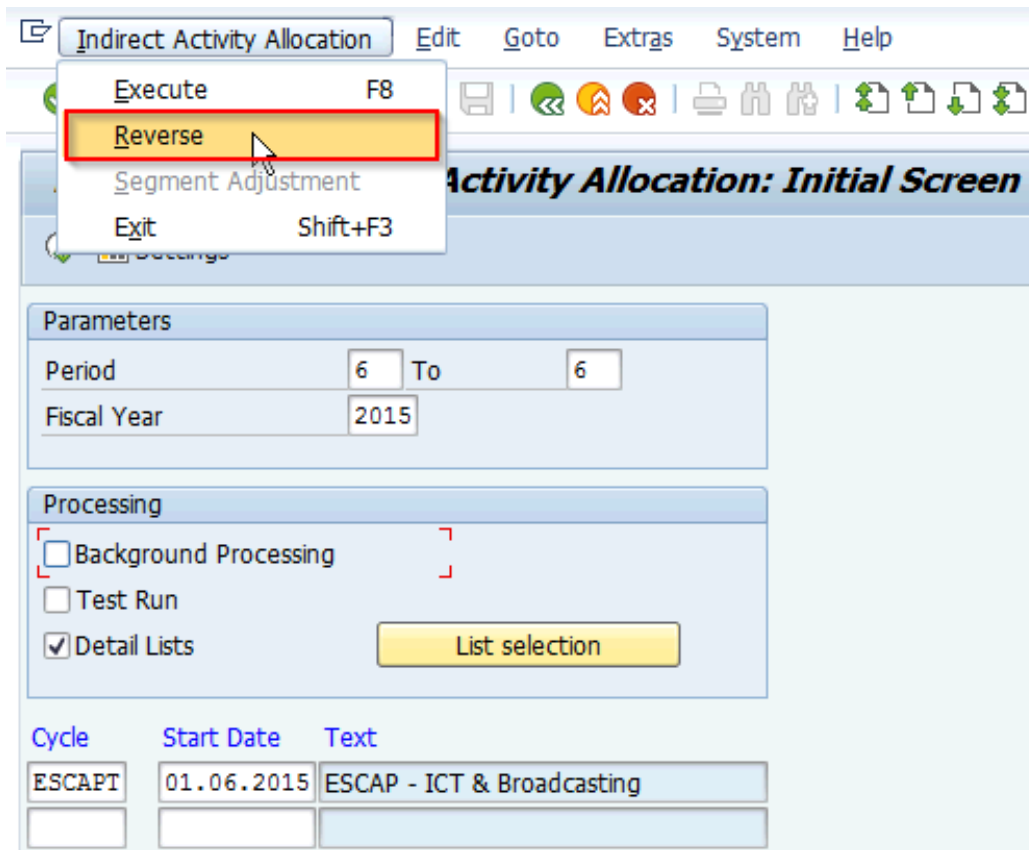 Indirect Activity Allocation Edit Goto Extras System Help
Execute F8
Reverse
Segment Adjustment
Activity Allocation: Initial Screen
Exit Shift+F3
Settings
Parameters
Period 6 To 6
Fiscal Year 2015
Processing
Background Processing
Test Run
Detail Lists List selection
Cycle Start Date Text
ESCAPT 01.06.2015 ESCAP - ICT & Broadcasting